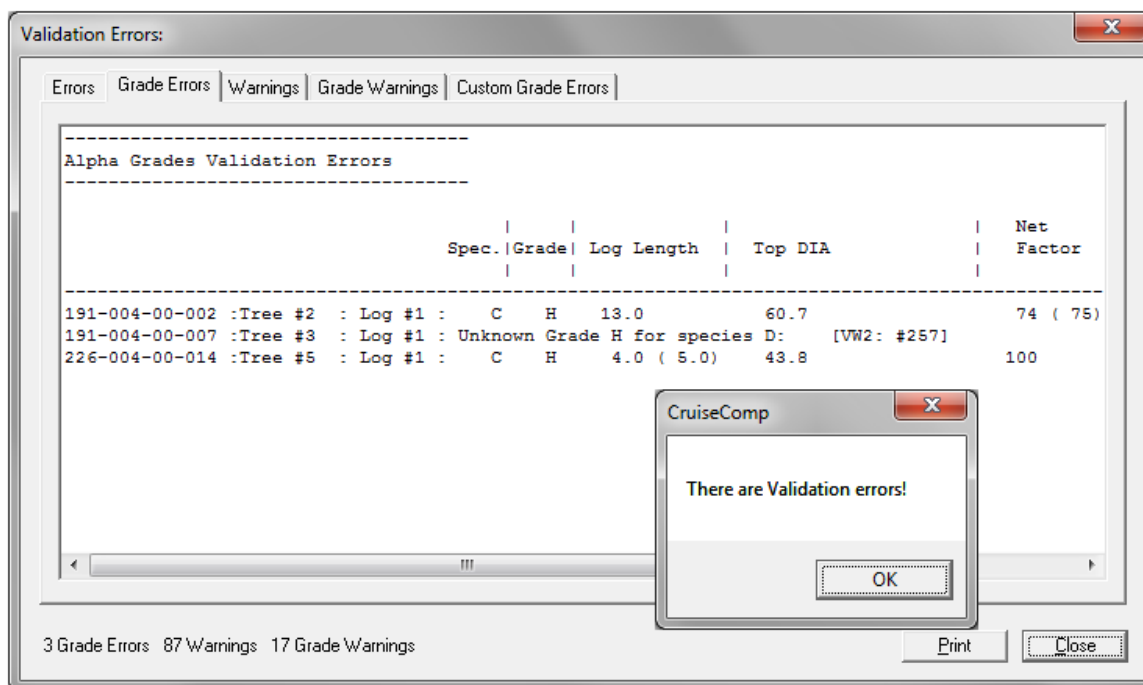 Validation Errors:
Errors Grade Errors Warnings Grade Warnings Custom Grade Errors
-------------------------------------
Alpha Grades Validation Errors
-------------------------------------
| | | | Net
Spec.|Grade| Log Length | Top DIA | Factor
| | | |
-----------------------------------------------------------------------------------------------
191-004-00-002 :Tree #2 : Log #1 : C H 13.0 60.7 74 ( 75)
191-004-00-007 :Tree #3 : Log #1 : Unknown Grade H for species D: [VW2: #257]
226-004-00-014 :Tree #5 : Log #1 : C H 4.0 ( 5.0) 43.8 100
CruiseComp
There are Validation errors!
OK
3 Grade Errors 87 Warnings 17 Grade Warnings
Print Close